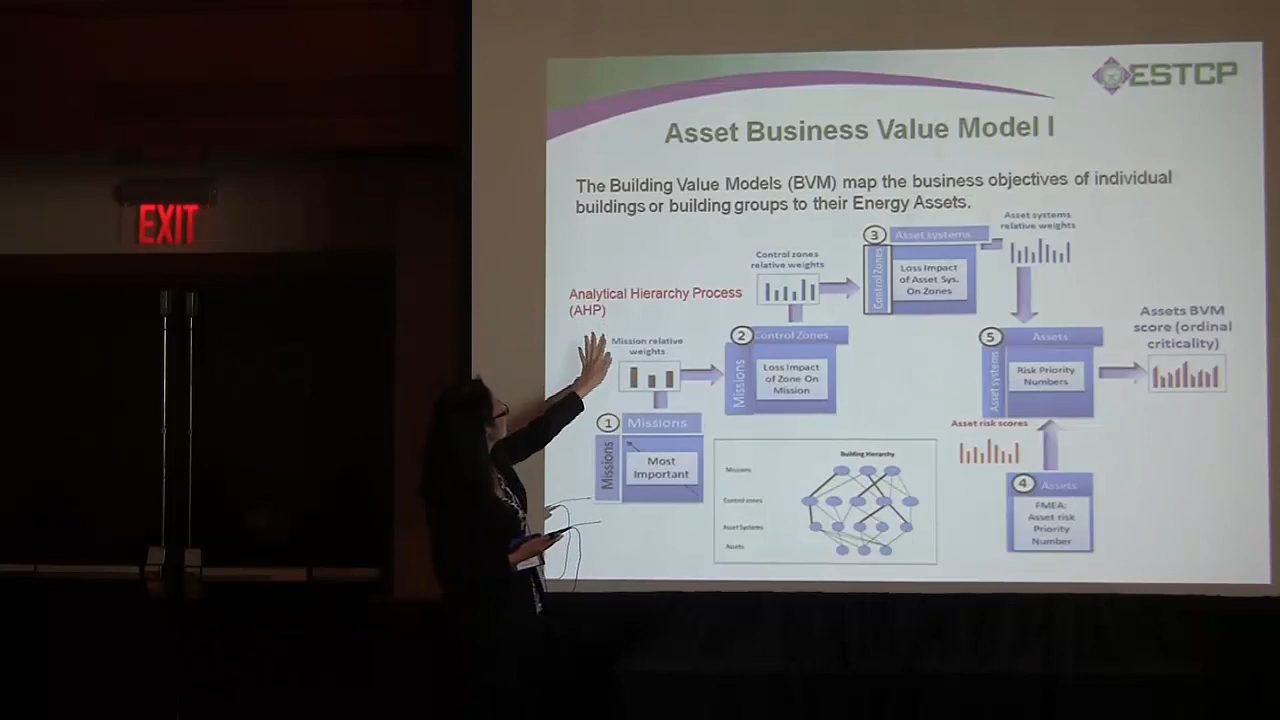 EXIT
ESTCP
Asset Business Value Model I
The Building Value Models (BVM) map the business objectives of individual
buildings or building groups to their Energy Assets.
Analytical Hierarchy Process
(AHP)
Mission relative
weights
1
Missions
Missions
Most
Important
Control zones
relative weights
2
Control Zones
Missions
Loss Impact
of Zone On
Mission
3
Asset systems
Control Zones
Loss Impact
of Asset Sys.
On Zones
Asset systems
relative weights
5
Assets
Asset systems
Risk Priority
Numbers
Assets BVM
score (ordinal
criticality)
Asset risk scores
4
Assets
FMEA:
Asset risk
Priority
Number
Building Hierarchy
Missions
Control zones
Asset Systems
Assets